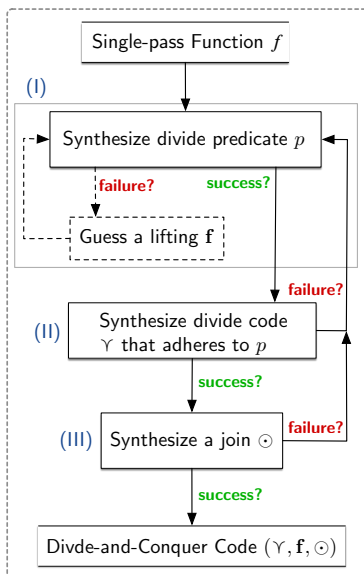 Single-pass Function f
(I)
Synthesize divide predicate p
failure?
success?
Guess a lifting f
failure?
(II)
Synthesize divide code
⋎ that adheres to p
success?
failure?
(III)
Synthesize a join ⊙
success?
Divde-and-Conquer Code (⋎, f, ⊙)